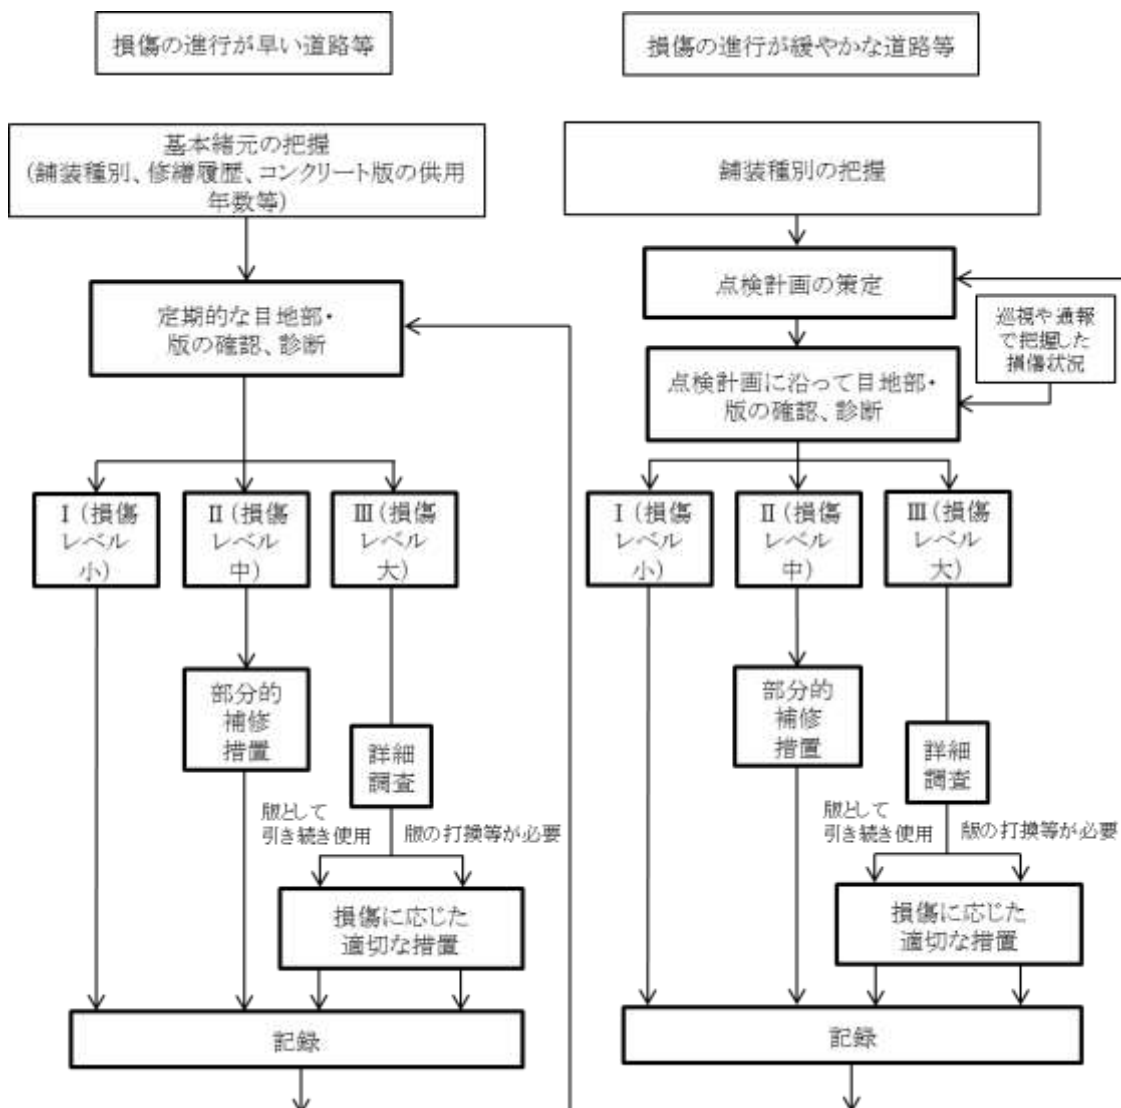 損傷の進行が早い道路等
基本緒元の把握
(舗装種別、修繕履歴、コンクリート版の供用
年数等)
定期的な目地部・
版の確認、診断
Ⅰ(損傷
レベル
小)
Ⅱ(損傷
レベル
中)
Ⅲ(損傷
レベル
大)
部分的
補修
措置
詳細
調査
版として
引き続き使用
版の打換等が必要
損傷に応じた
適切な措置
記録
損傷の進行が緩やかな道路等
舗装種別の把握
点検計画の策定
巡視や通報
で把握した
損傷状況
点検計画に沿って目地部・
版の確認、診断
Ⅰ(損傷
レベル
小)
Ⅱ(損傷
レベル
中)
Ⅲ(損傷
レベル
大)
部分的
補修
措置
詳細
調査
版として
引き続き使用
版の打換等が必要
損傷に応じた
適切な措置
記録